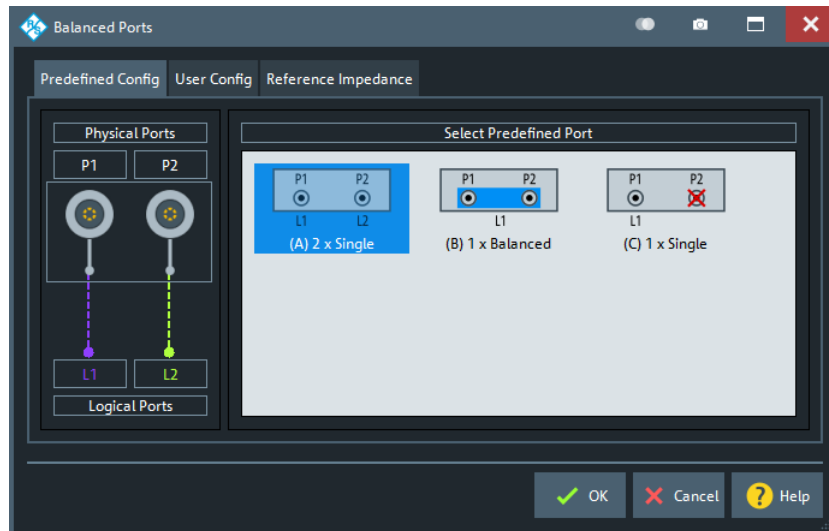 Balanced Ports
Predefined Config User Config Reference Impedance
Physical Ports
P1 P2
L1 L2
Logical Ports
Select Predefined Port
P1 P2
L1 L2
(A) 2 x Single
P1 P2
L1
(B) 1 x Balanced
P1 P2
L1
(C) 1 x Single
OK Cancel Help